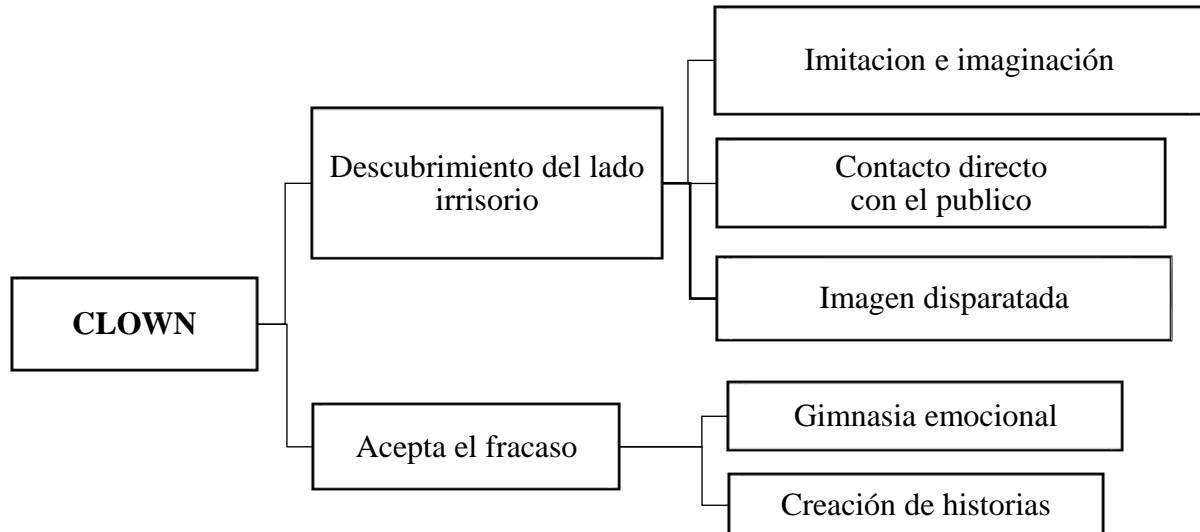 CLOWN
Descubrimiento del lado
irrisorio
Imitacion e imaginación
Contacto directo
con el publico
Imagen disparatada
Acepta el fracaso
Gimnasia emocional
Creación de historias